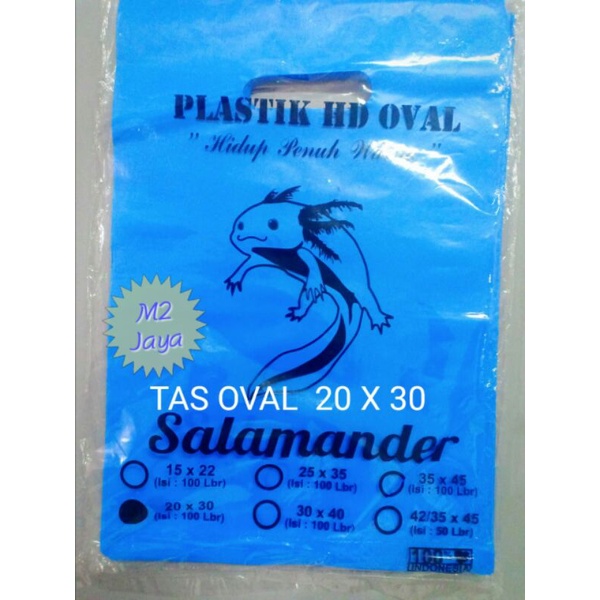 PLASTIK HD OVAL
" Hidup Penuh Warna "
M2
Jaya
TAS OVAL 20 X 30
Salamander
15 x 22
(Isi : 100 Lbr)
25 x 35
(Isi : 100 Lbr)
35 x 45
(Isi : 100 Lbr)
20 x 30
(Isi : 100 Lbr)
30 x 40
(Isi : 100 Lbr)
42/35 x 45
(Isi : 50 Lbr)
INDONESIA